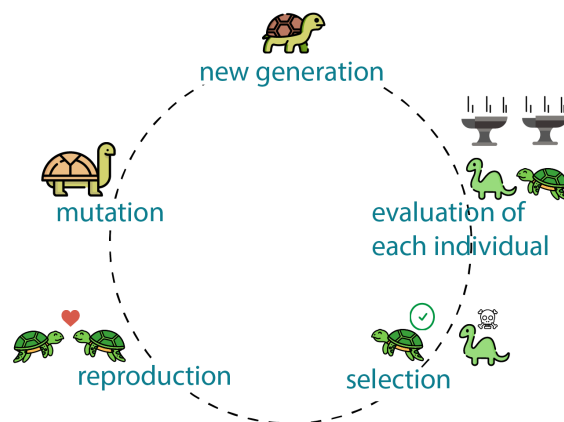 new generation
evaluation of
each individual
selection
reproduction
mutation